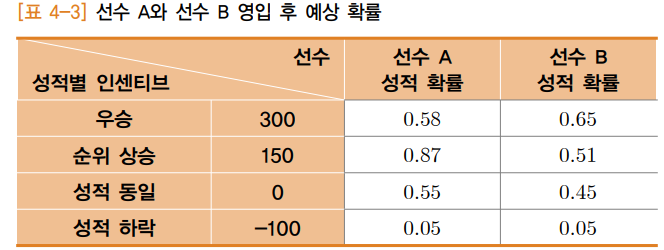 [표 4-3] 선수 A와 선수 B 영입 후 예상 확률
선수
성적별 인센티브
선수 A
성적 확률
선수 B
성적 확률
우승 300 0.58 0.65
순위 상승 150 0.87 0.51
성적 동일 0 0.55 0.45
성적 하락 -100 0.05 0.05